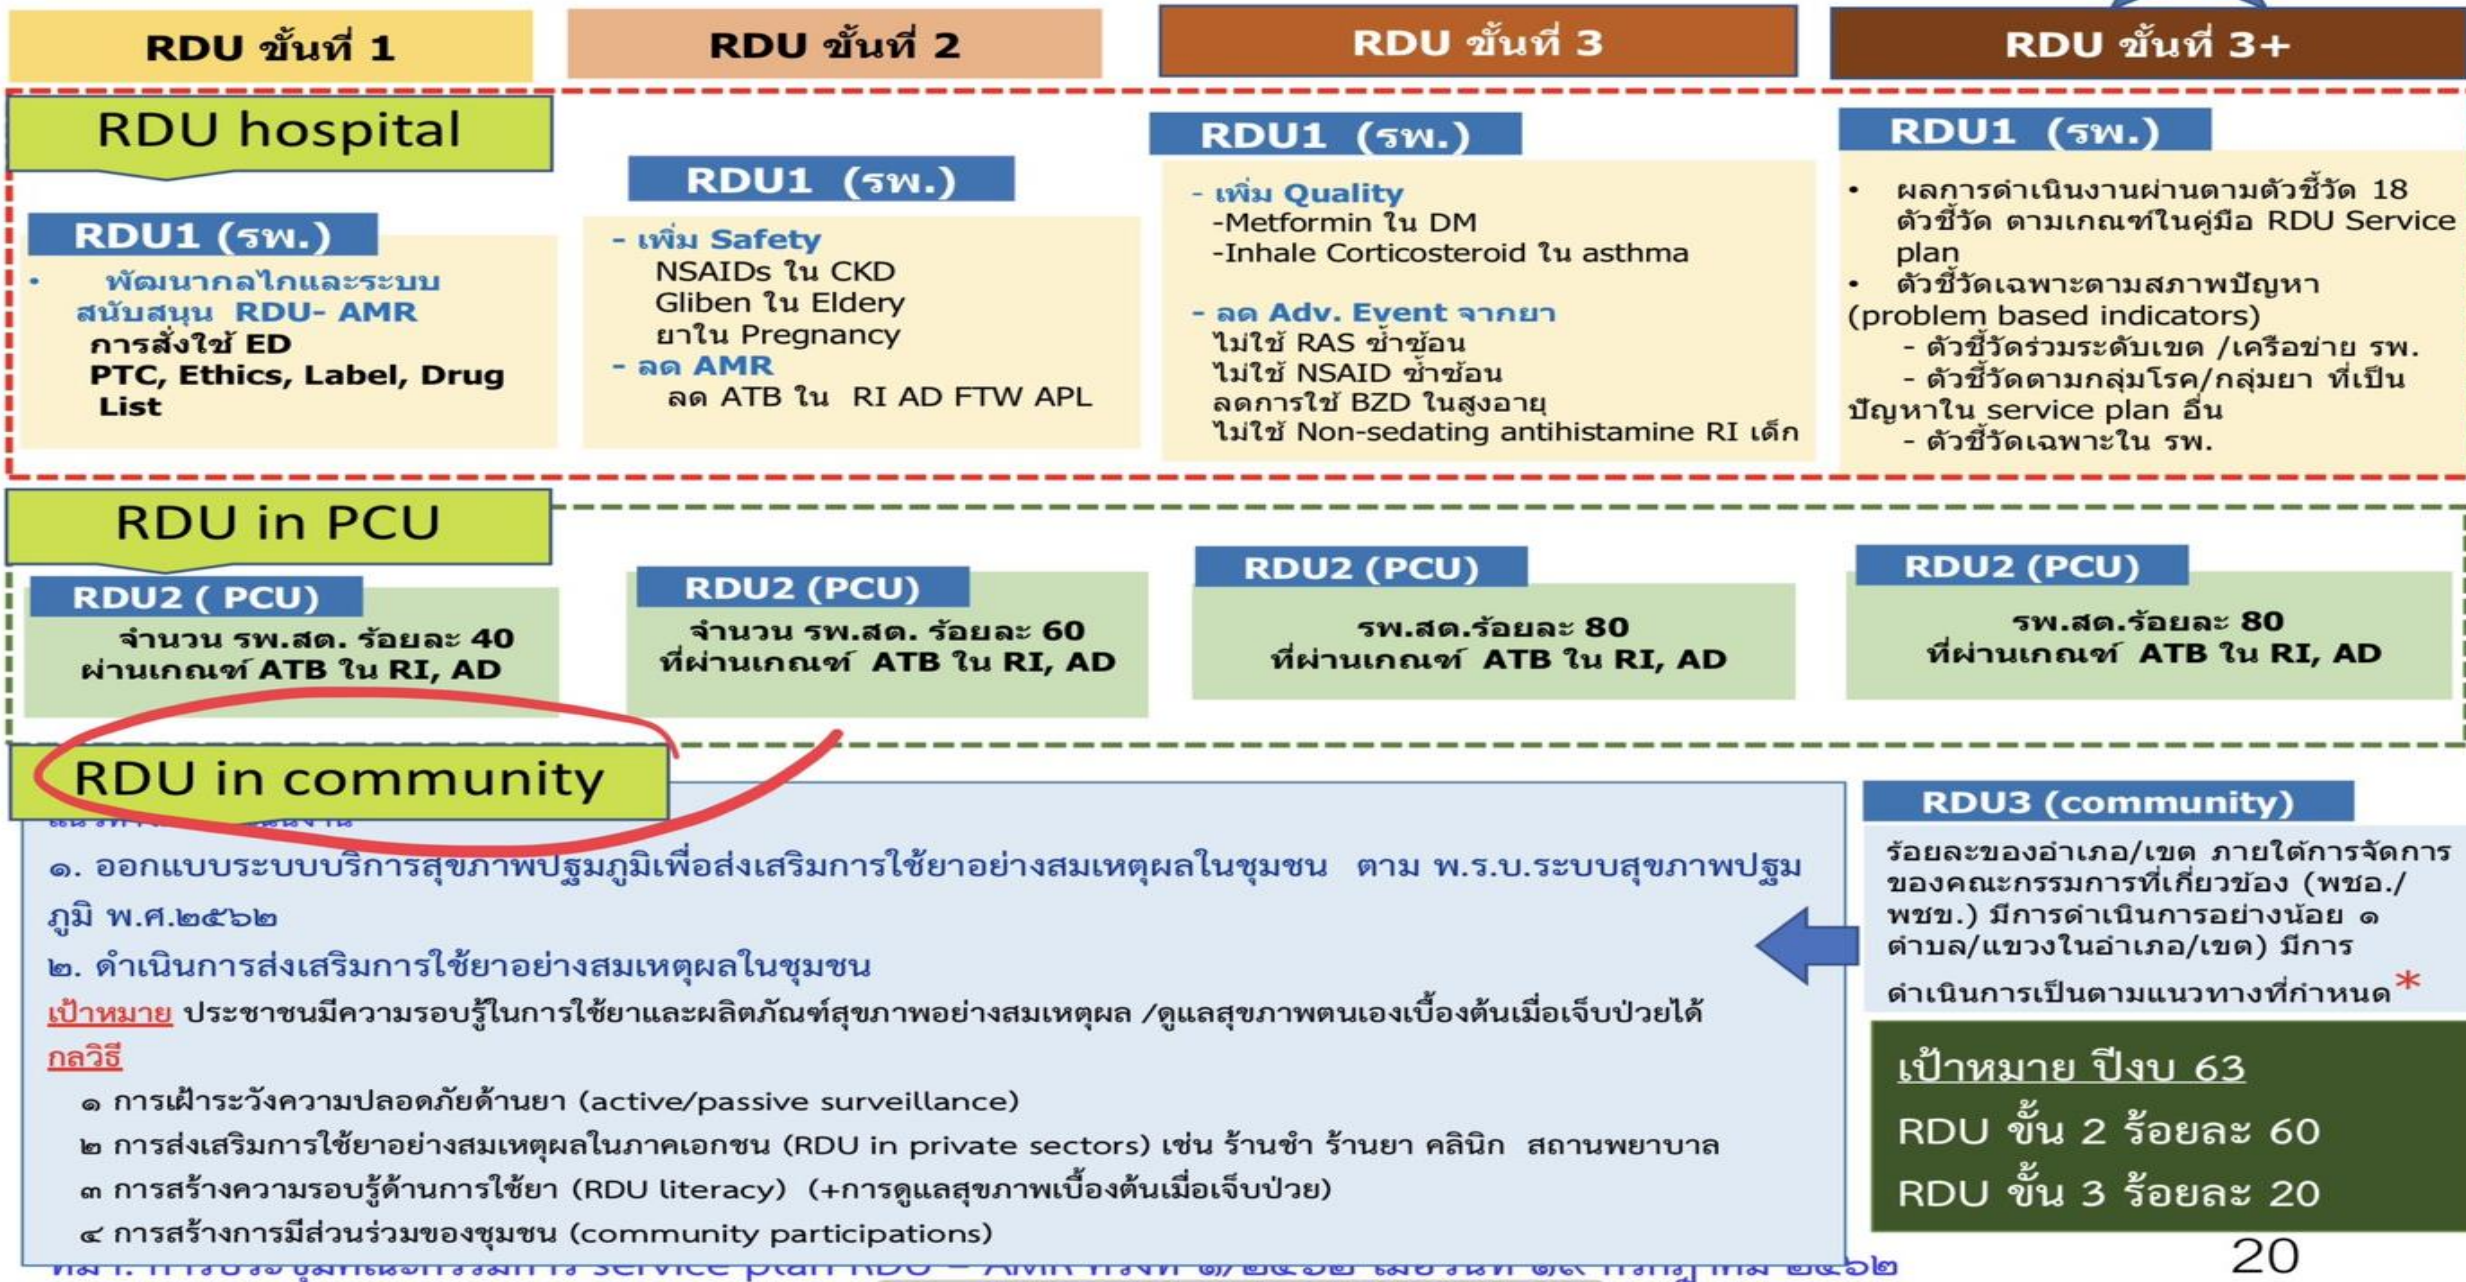 RDU ขั้นที่ 1
RDU ขั้นที่ 2
RDU ขั้นที่ 3
RDU ขั้นที่ 3+
RDU hospital
RDU1 (รพ.)
• พัฒนากลไกและระบบ
สนับสนุน RDU- AMR
การสั่งใช้ ED
PTC, Ethics, Label, Drug
List
RDU1 (รพ.)
- เพิ่ม Safety
NSAIDs ใน CKD
Gliben ใน Eldery
ยาใน Pregnancy
- ลด AMR
ลด ATB ใน RI AD FTW APL
RDU1 (รพ.)
- เพิ่ม Quality
-Metformin ใน DM
-Inhale Corticosteroid ใน asthma
- ลด Adv. Event จากยา
ไม่ใช้ RAS ซ้ำซ้อน
ไม่ใช้ NSAID ซ้ำซ้อน
ลดการใช้ BZD ในสูงอายุ
ไม่ใช้ Non-sedating antihistamine RI เด็ก
RDU1 (รพ.)
• ผลการดำเนินงานผ่านตามตัวชี้วัด 18
ตัวชี้วัด ตามเกณฑ์ในคู่มือ RDU Service
plan
• ตัวชี้วัดเฉพาะตามสภาพปัญหา
(problem based indicators)
- ตัวชี้วัดร่วมระดับเขต /เครือข่าย รพ.
- ตัวชี้วัดตามกลุ่มโรค/กลุ่มยา ที่เป็น
ปัญหาใน service plan อื่น
- ตัวชี้วัดเฉพาะใน รพ.
RDU in PCU
RDU2 ( PCU)
จำนวน รพ.สต. ร้อยละ 40
ผ่านเกณฑ์ ATB ใน RI, AD
RDU2 (PCU)
จำนวน รพ.สต. ร้อยละ 60
ที่ผ่านเกณฑ์ ATB ใน RI, AD
RDU2 (PCU)
รพ.สต.ร้อยละ 80
ที่ผ่านเกณฑ์ ATB ใน RI, AD
RDU2 (PCU)
รพ.สต.ร้อยละ 80
ที่ผ่านเกณฑ์ ATB ใน RI, AD
RDU in community
๑. ออกแบบระบบบริการสุขภาพปฐมภูมิเพื่อส่งเสริมการใช้ยาอย่างสมเหตุผลในชุมชน ตาม พ.ร.บ.ระบบสุขภาพปฐม
ภูมิ พ.ศ.๒๕๖๒
๒. ดำเนินการส่งเสริมการใช้ยาอย่างสมเหตุผลในชุมชน
เป้าหมาย ประชาชนมีความรอบรู้ในการใช้ยาและผลิตภัณฑ์สุขภาพอย่างสมเหตุผล /ดูแลสุขภาพตนเองเบื้องต้นเมื่อเจ็บป่วยได้
กลวิธี
๑ การเฝ้าระวังความปลอดภัยด้านยา (active/passive surveillance)
๒ การส่งเสริมการใช้ยาอย่างสมเหตุผลในภาคเอกชน (RDU in private sectors) เช่น ร้านชำ ร้านยา คลินิก สถานพยาบาล
๓ การสร้างความรอบรู้ด้านการใช้ยา (RDU literacy) (+การดูแลสุขภาพเบื้องต้นเมื่อเจ็บป่วย)
๔ การสร้างการมีส่วนร่วมของชุมชน (community participations)
RDU3 (community)
ร้อยละของอำเภอ/เขต ภายใต้การจัดการ
ของคณะกรรมการที่เกี่ยวข้อง (พชอ./
พชข.) มีการดำเนินการอย่างน้อย ๑
ตำบล/แขวงในอำเภอ/เขต) มีการ
ดำเนินการเป็นตามแนวทางที่กำหนด*
เป้าหมาย ปีงบ 63
RDU ขั้น 2 ร้อยละ 60
RDU ขั้น 3 ร้อยละ 20
20